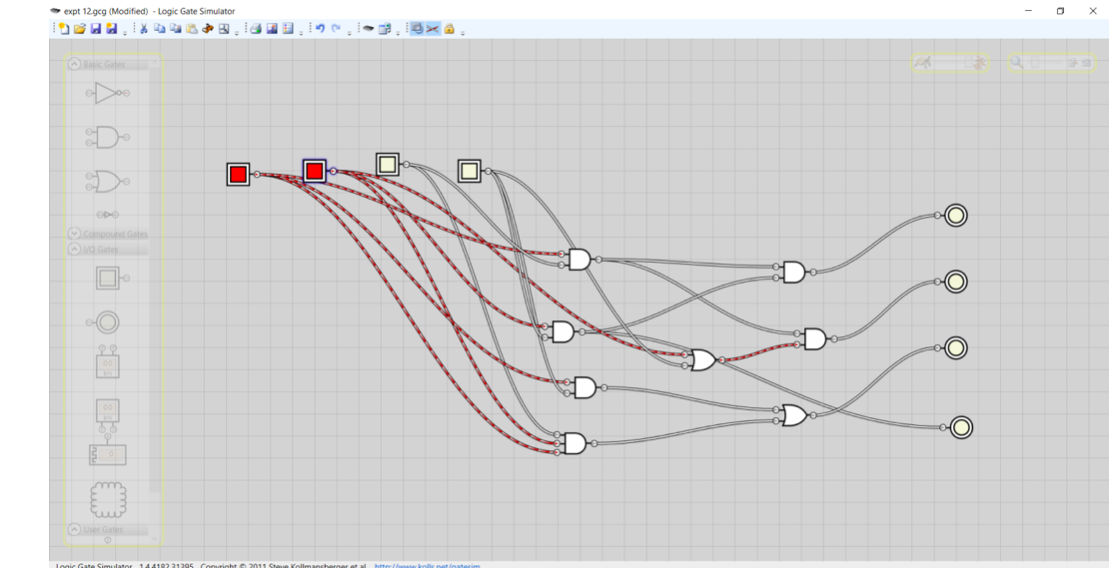 expt 12.gcg (Modified) - Logic Gate Simulator
Basic Gates
Compound Gates
I/O Gates
User Gates
Logic Gate Simulator 1.4.4182.31395 Copyright © 2011 Steve Kollmansberger et al. http://www.kolls.net/gatesim